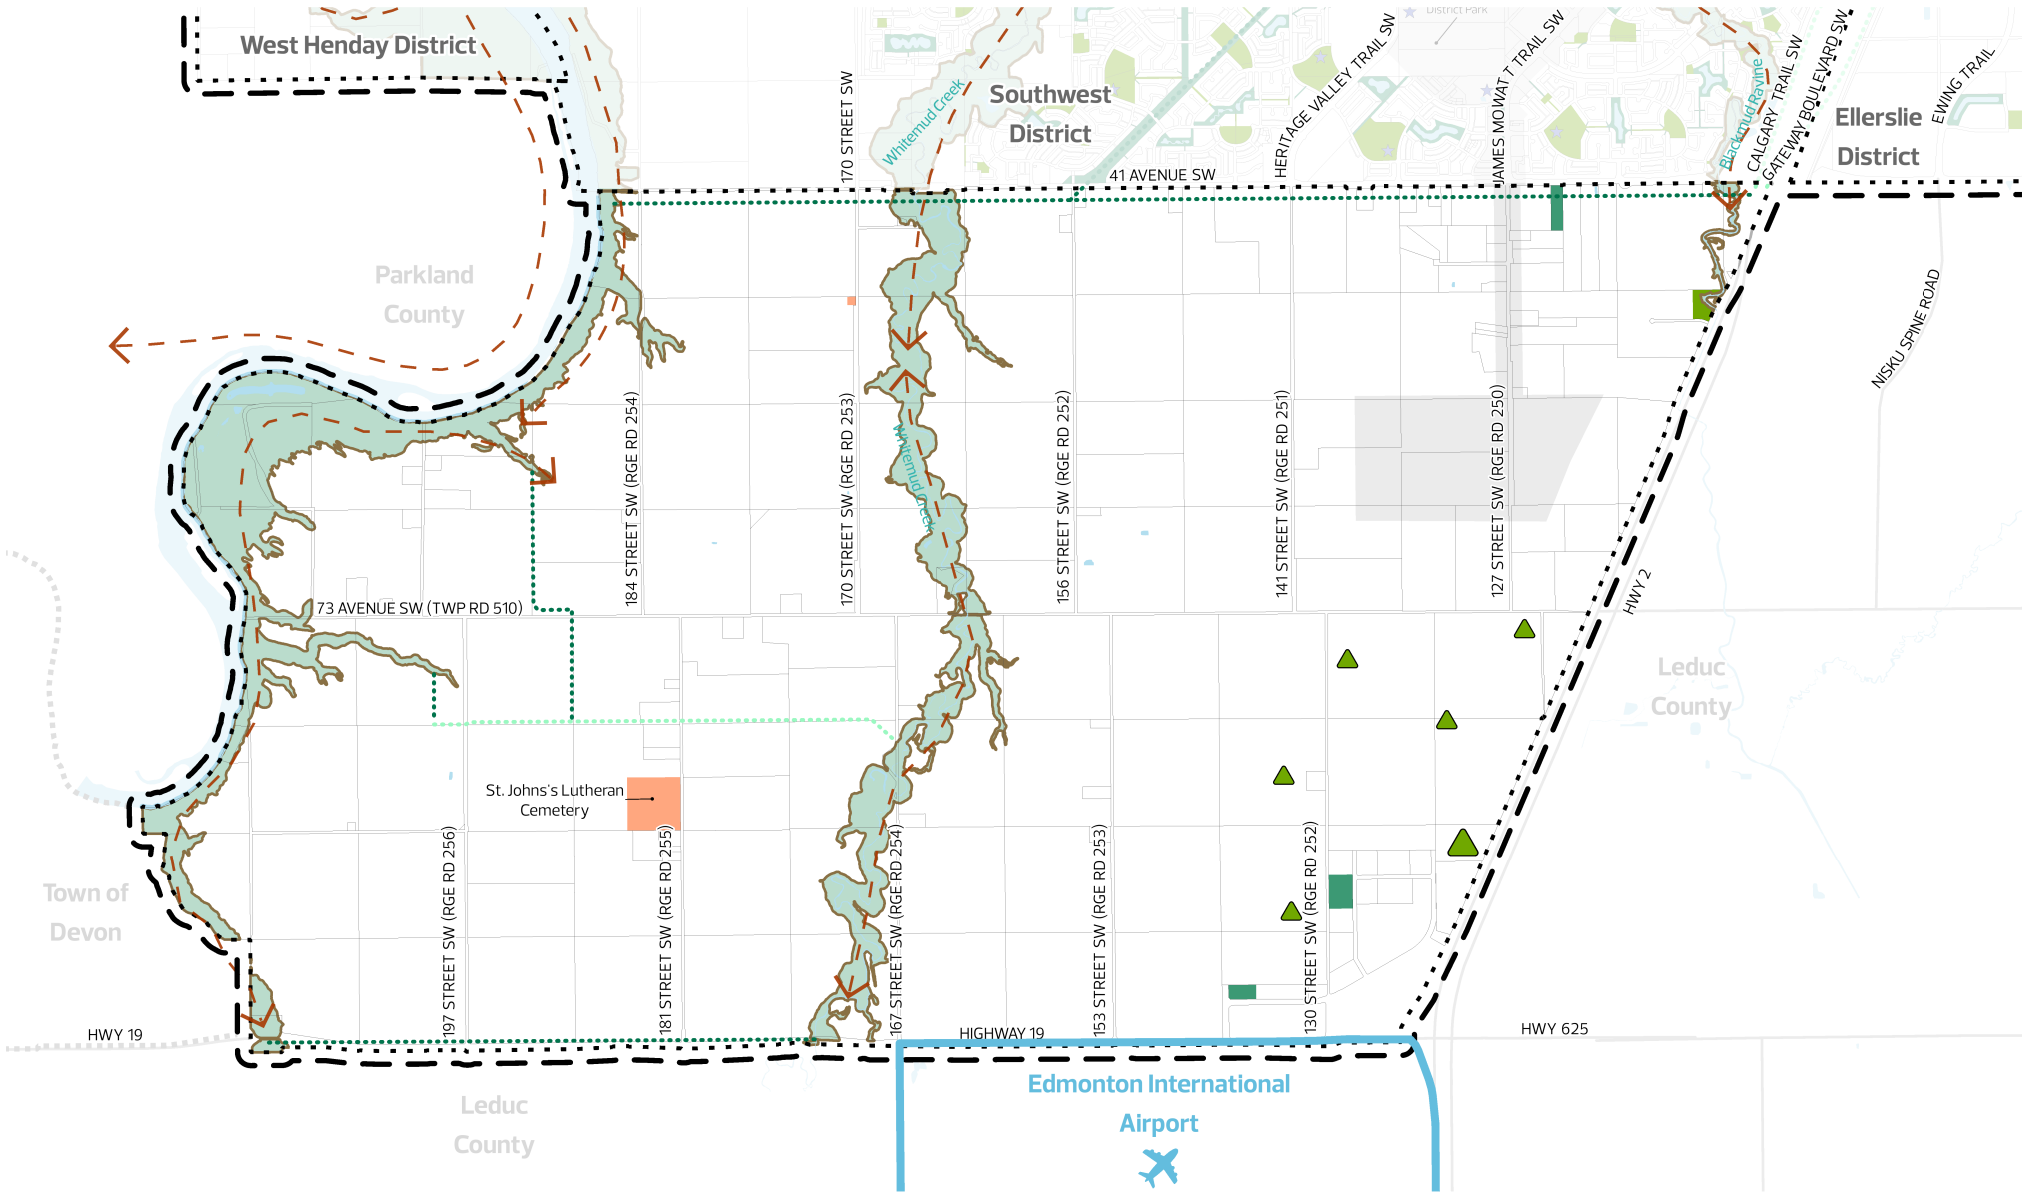 District Park
West Henday District
Southwest
District
Ellerslie
District
170 STREET SW
Whitemud Creek
HERITAGE VALLEY TRAIL SW
JAMES MOWAT T TRAIL SW
Blackmud Ravine
CALGARY TRAIL SW
GATEWAY BOULEVARD SW
EWING TRAIL
41 AVENUE SW
Parkland
County
NISKU SPINE ROAD
184 STREET SW (RGE RD 254)
170 STREET SW (RGE RD 253)
Whitemud Creek
156 STREET SW (RGE RD 252)
141 STREET SW (RGE RD 251)
127 STREET SW (RGE RD 250)
HWY 2
73 AVENUE SW (TWP RD 510)
Leduc
County
St. Johns's Lutheran
Cemetery
Town of
Devon
197 STREET SW (RGE RD 256)
181 STREET SW (RGE RD 255)
167 STREET SW (RGE RD 254)
153 STREET SW (RGE RD 253)
130 STREET SW (RGE RD 252)
HWY 19
HIGHWAY 19
HWY 625
Edmonton International
Airport
Leduc
County